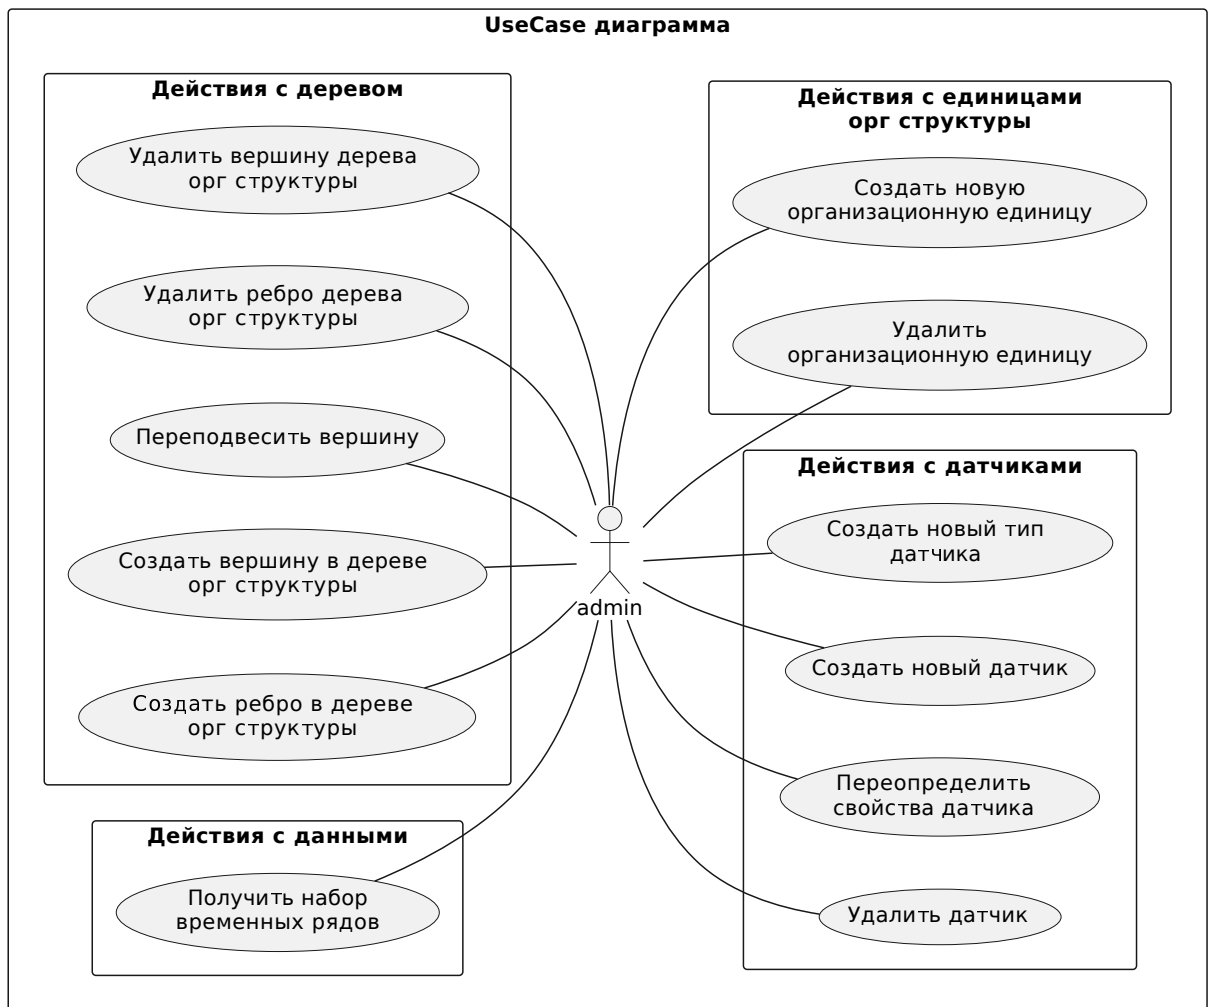 UseCase диаграмма
Действия с деревом
Удалить вершину дерева
орг структуры
Удалить ребро дерева
орг структуры
Переподвесить вершину
Создать вершину в дереве
орг структуры
Создать ребро в дереве
орг структуры
Действия с данными
Получить набор
временных рядов
admin
Действия с единицами
орг структуры
Создать новую
организационную единицу
Удалить
организационную единицу
Действия с датчиками
Создать новый тип
датчика
Создать новый датчик
Переопределить
свойства датчика
Удалить датчик